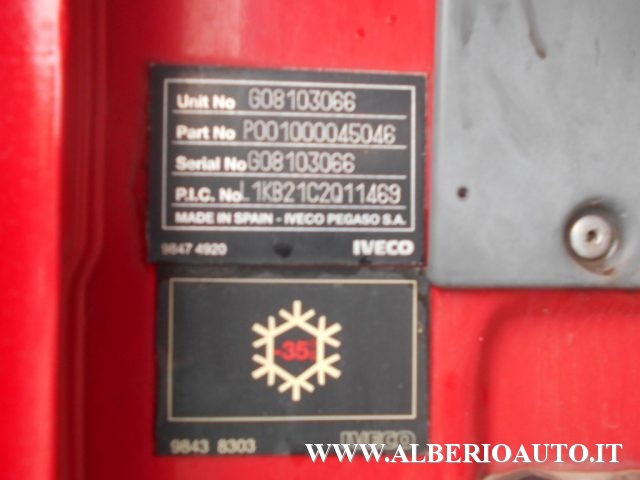 Unit No G08103066
Part No P001000045046
Serial No G08103066
P.I.C. No L1KB21C2011469
MADE IN SPAIN - IVECO PEGASO S.A.
9847 4920 IVECO
-35
9843 8303 IVECO
WWW.ALBERIOAUTO.IT